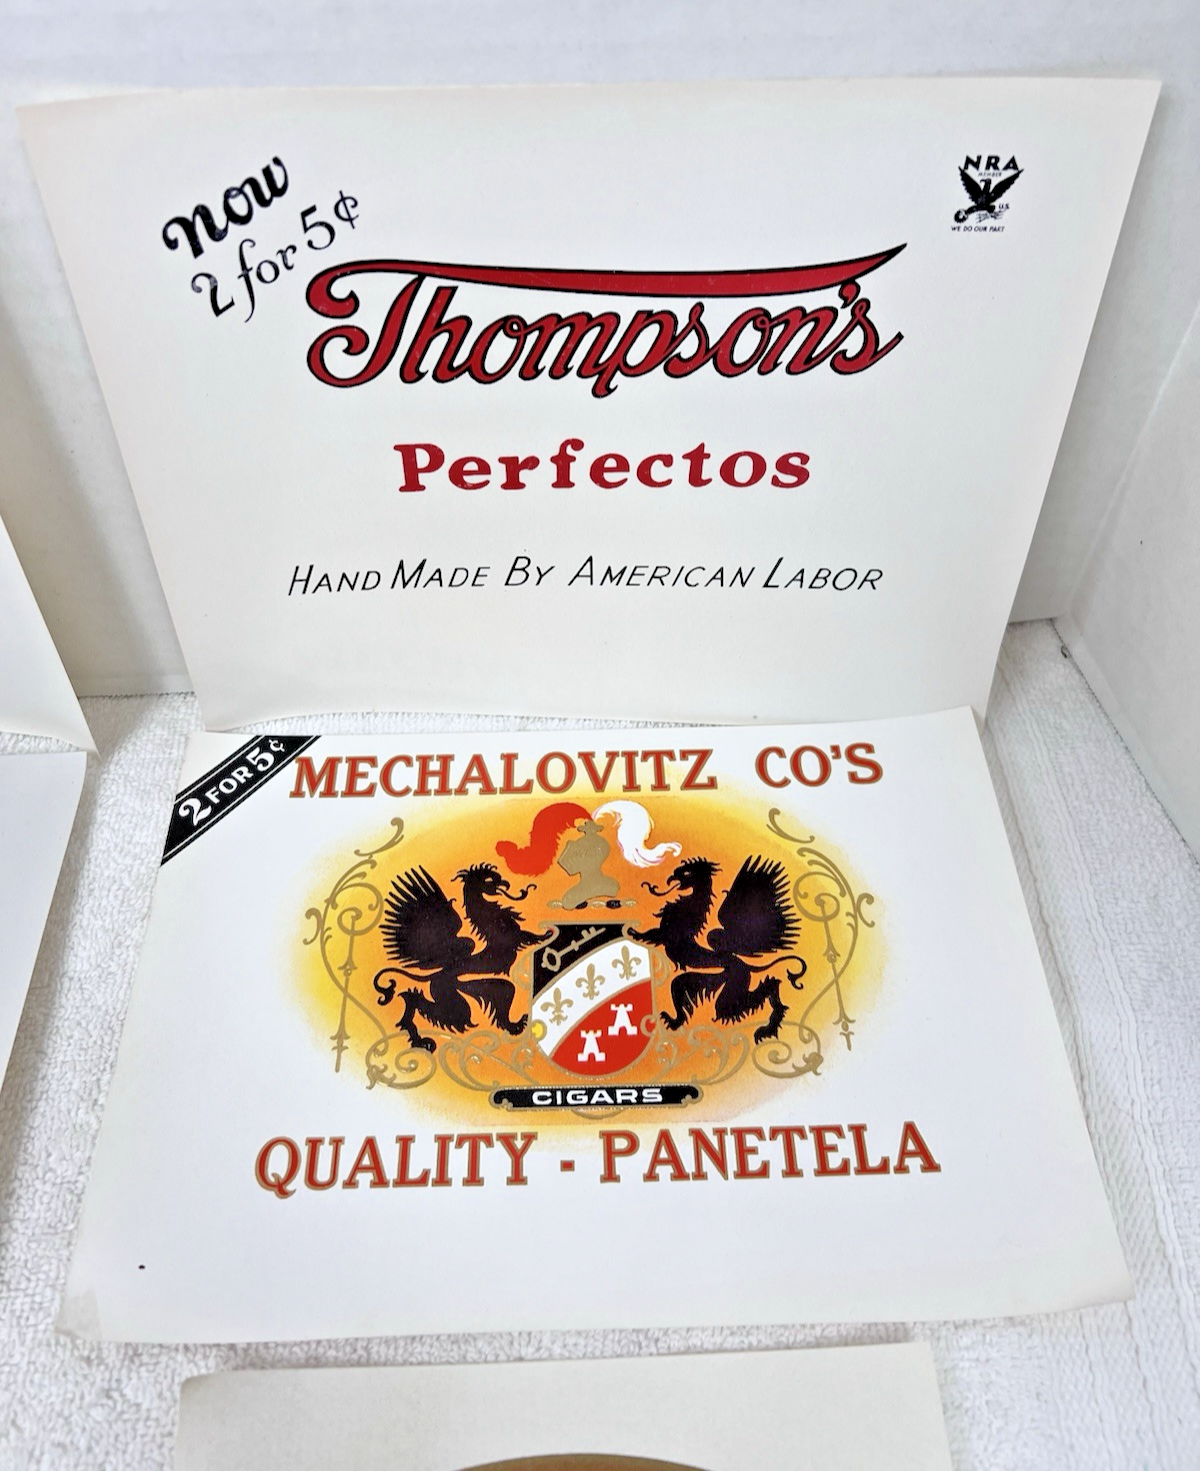 now
2 for 5¢
NRA
MEMBER
U.S.
WE DO OUR PART
Thompson's
Perfectos
HAND MADE BY AMERICAN LABOR
2 FOR 5¢
MECHALOVITZ CO'S
CIGARS
QUALITY - PANETELA